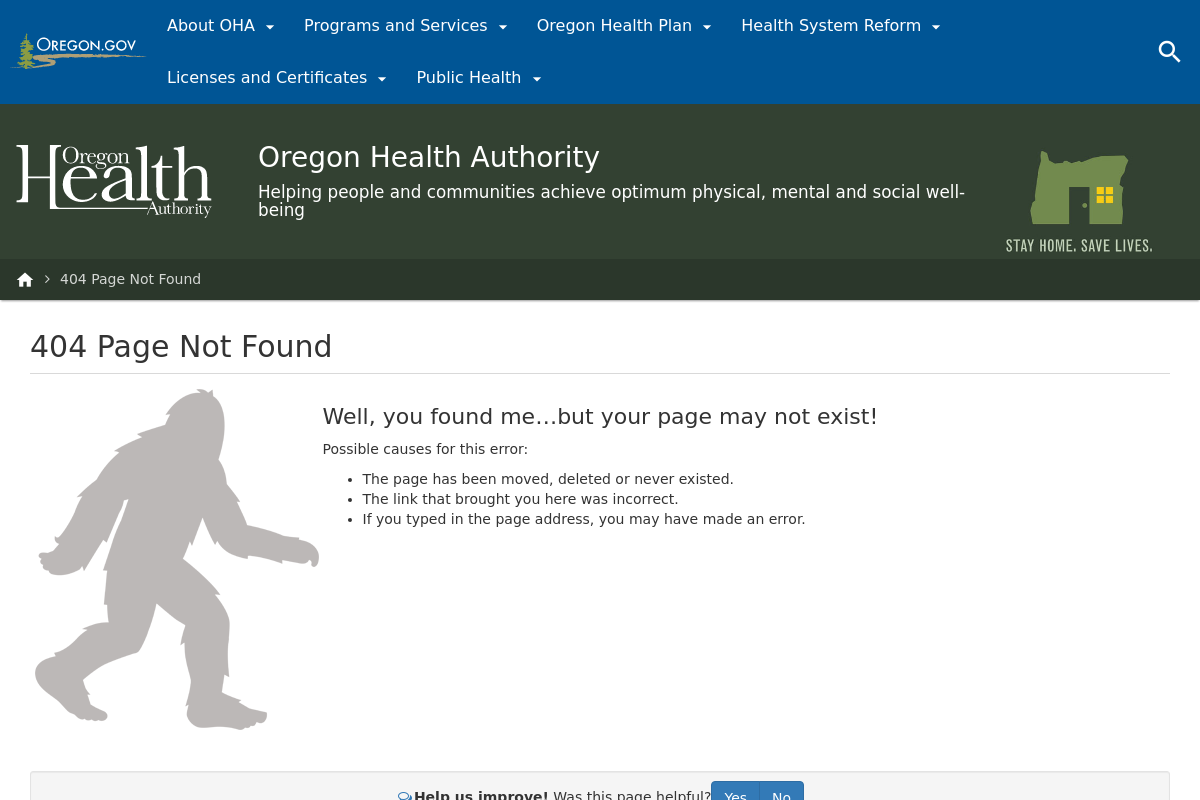 About OHA
Programs and Services
Oregon Health Plan
Health System Reform
OREGON.GOV
Licenses and Certificates
Public Health
Oregon
Health
Authority
Oregon Health Authority
Helping people and communities achieve optimum physical, mental and social well-
being
STAY HOME. SAVE LIVES.
404 Page Not Found
404 Page Not Found
Well, you found me...but your page may not exist!
Possible causes for this error:
• The page has been moved, deleted or never existed.
• The link that brought you here was incorrect.
• If you typed in the page address, you may have made an error.
Help us improve! Was this page helpful? Yes No